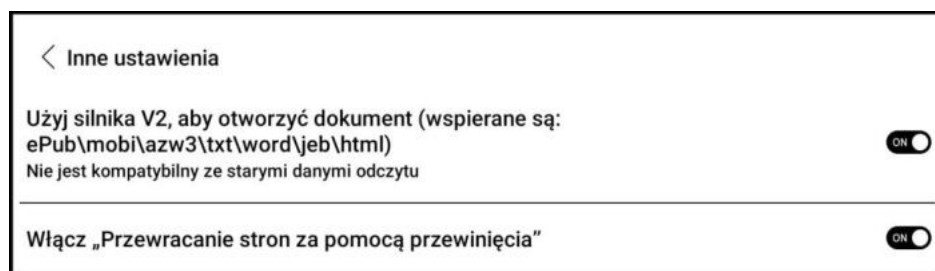 Inne ustawienia
Użyj silnika V2, aby otworzyć dokument (wspierane są:
ePub\mobi\azw3\txt\word\jeb\html)
ON
Nie jest kompatybilny ze starymi danymi odczytu
Włącz „Przewracanie stron za pomocą przewinięcia”
ON